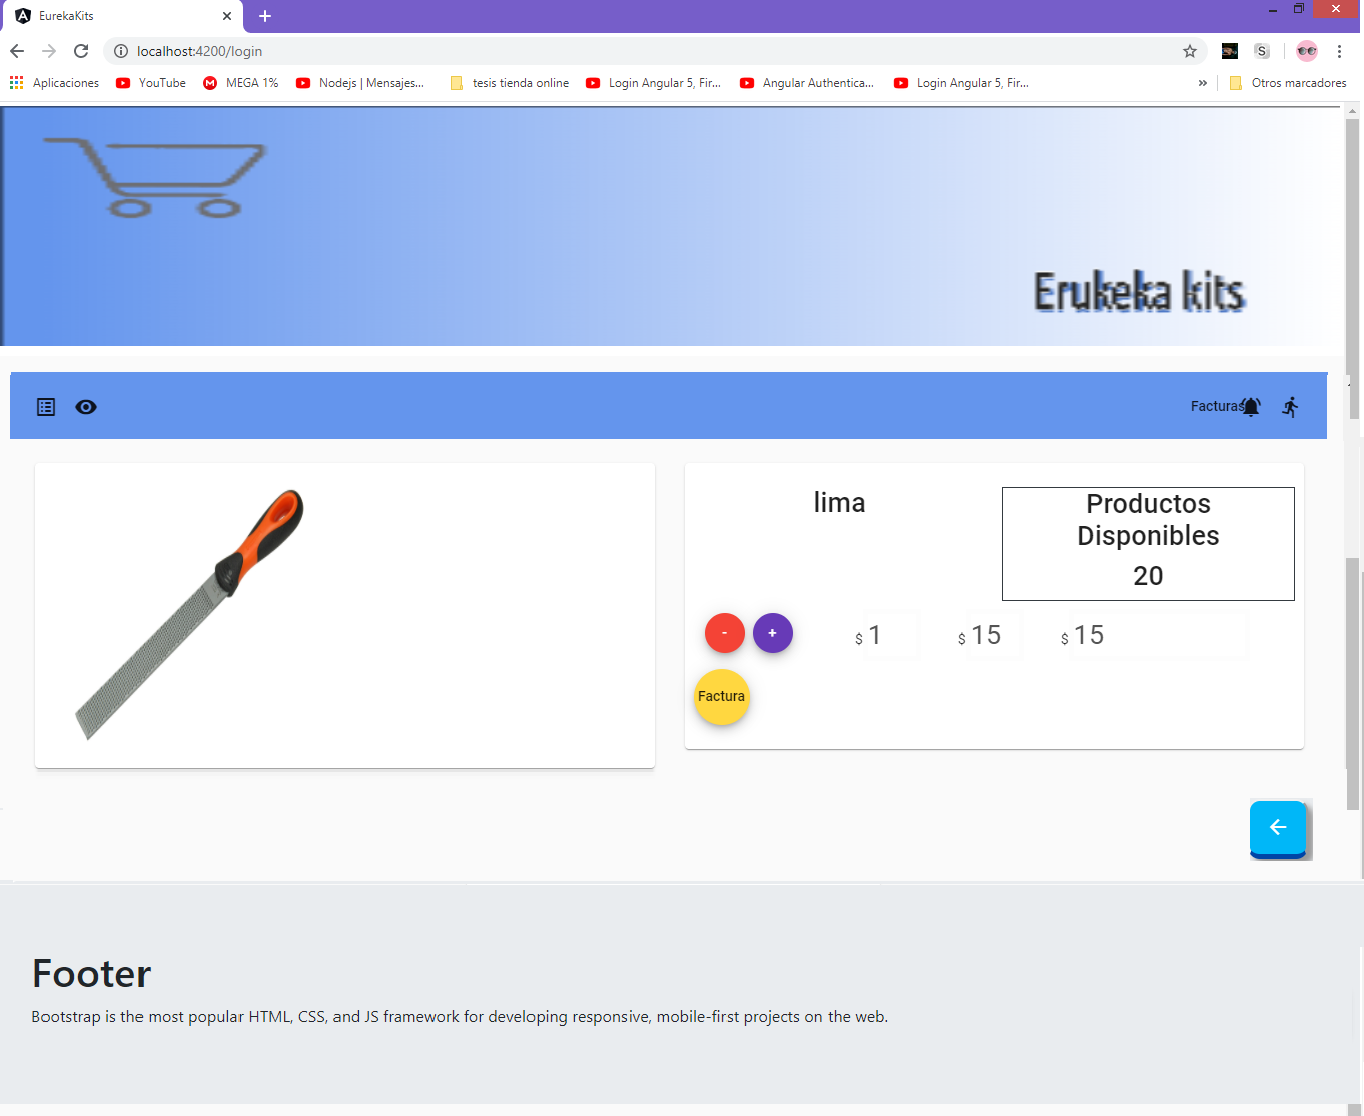 EurekaKits
localhost:4200/login
Aplicaciones
YouTube
MEGA 1%
Nodejs | Mensajes...
tesis tienda online
Login Angular 5, Fir...
Angular Authentica...
Login Angular 5, Fir...
»
Otros marcadores
S
Erukeka kits
Facturas
lima
Productos
Disponibles
20
- +
$ 1 $ 15 $ 15
Factura
Footer
Bootstrap is the most popular HTML, CSS, and JS framework for developing responsive, mobile-first projects on the web.